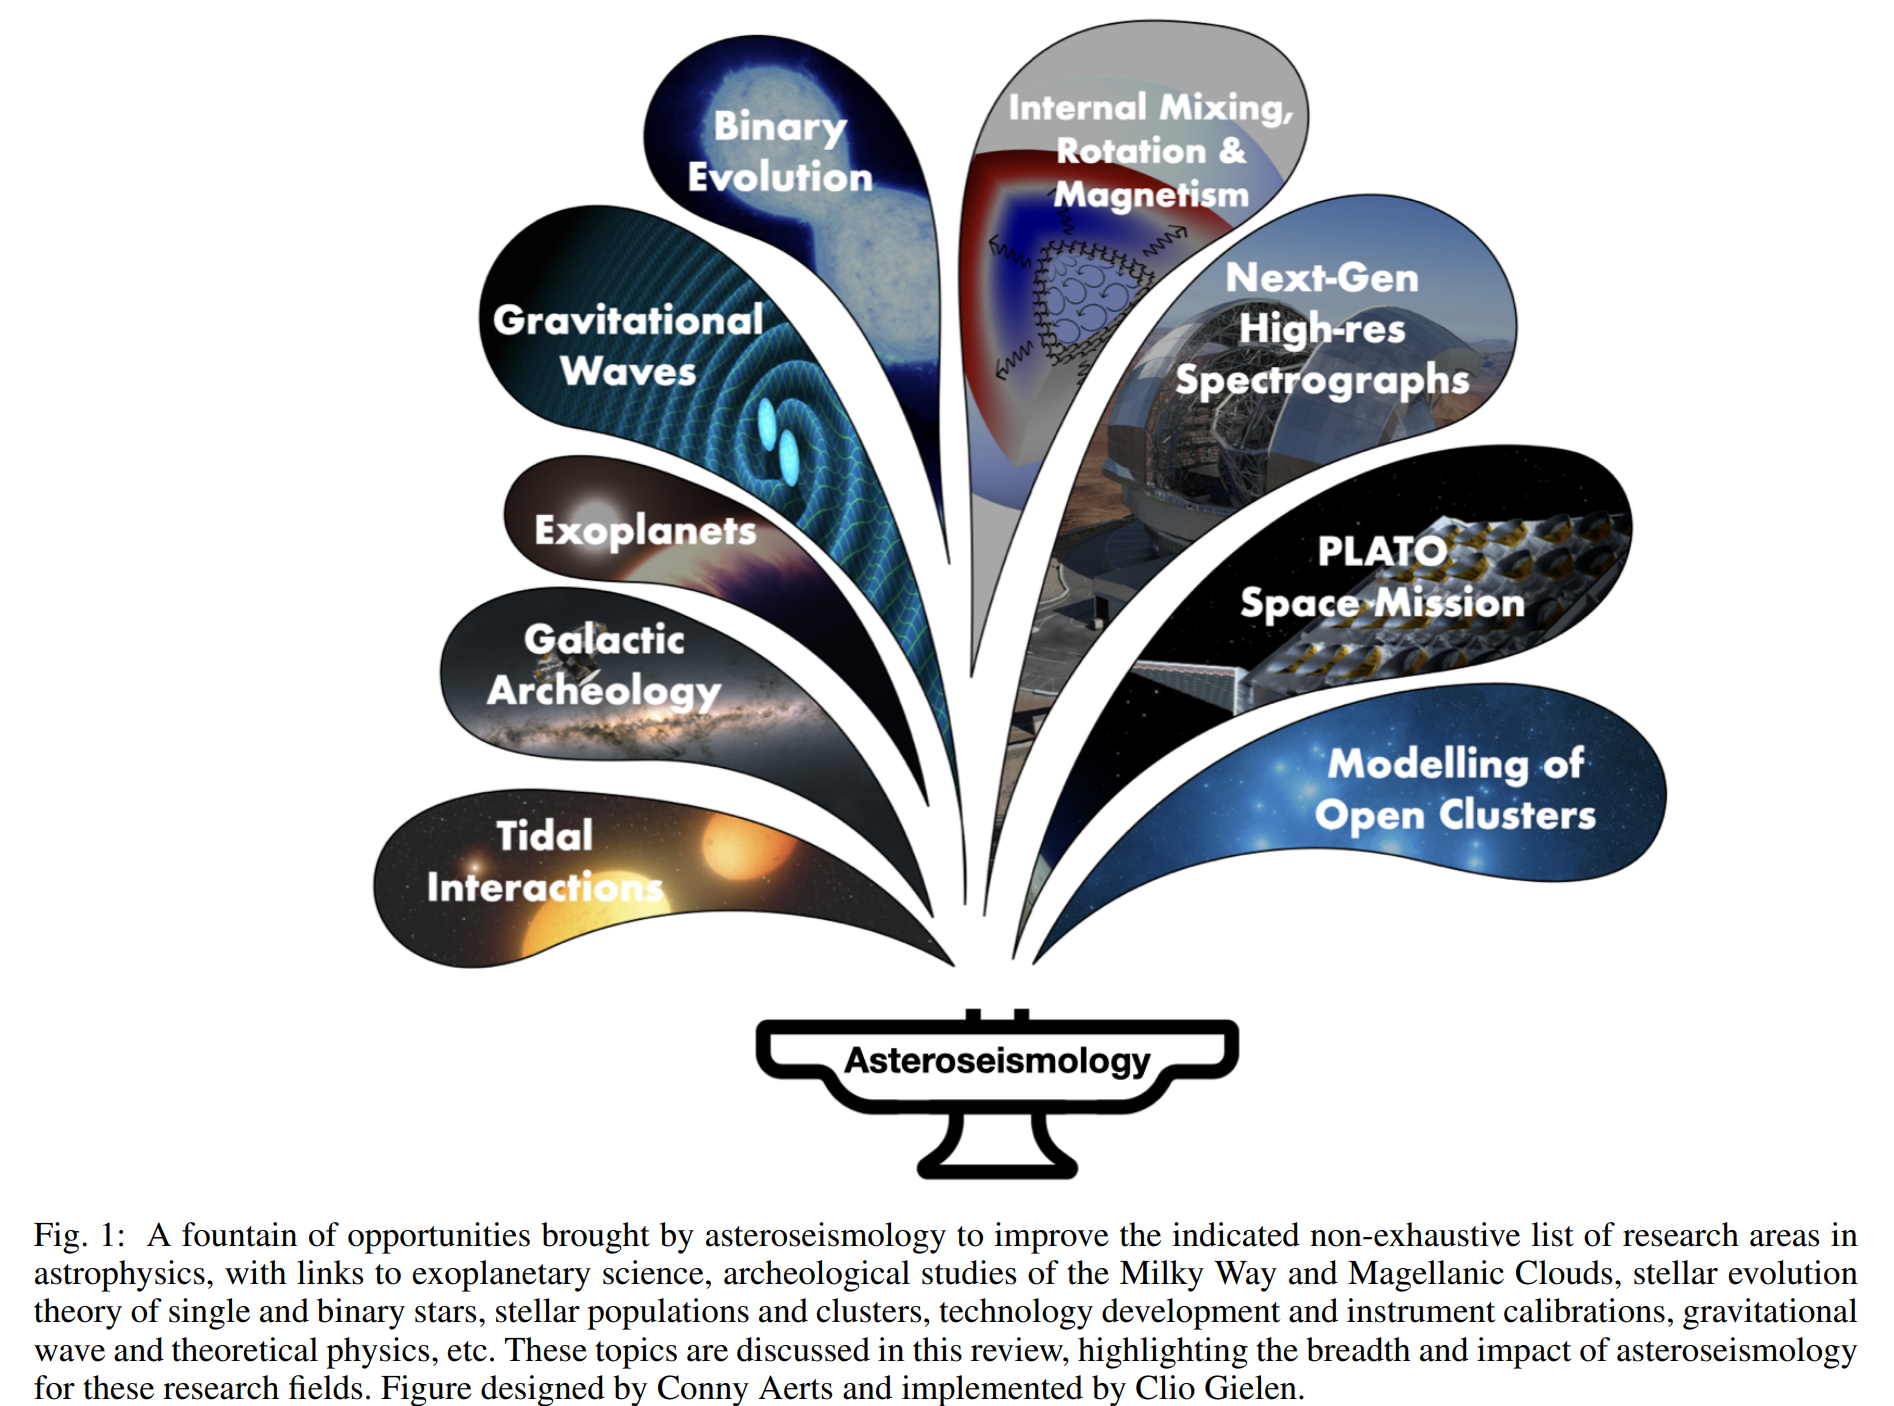 Binary
Evolution
Internal Mixing,
Rotation &
Magnetism
Gravitational
Waves
Next-Gen
High-res
Spectrographs
Exoplanets
PLATO
Space Mission
Galactic
Archeology
Modelling of
Open Clusters
Tidal
Interactions
Asteroseismology
Fig. 1: A fountain of opportunities brought by asteroseismology to improve the indicated non-exhaustive list of research areas in
astrophysics, with links to exoplanetary science, archeological studies of the Milky Way and Magellanic Clouds, stellar evolution
theory of single and binary stars, stellar populations and clusters, technology development and instrument calibrations, gravitational
wave and theoretical physics, etc. These topics are discussed in this review, highlighting the breadth and impact of asteroseismology
for these research fields. Figure designed by Conny Aerts and implemented by Clio Gielen.